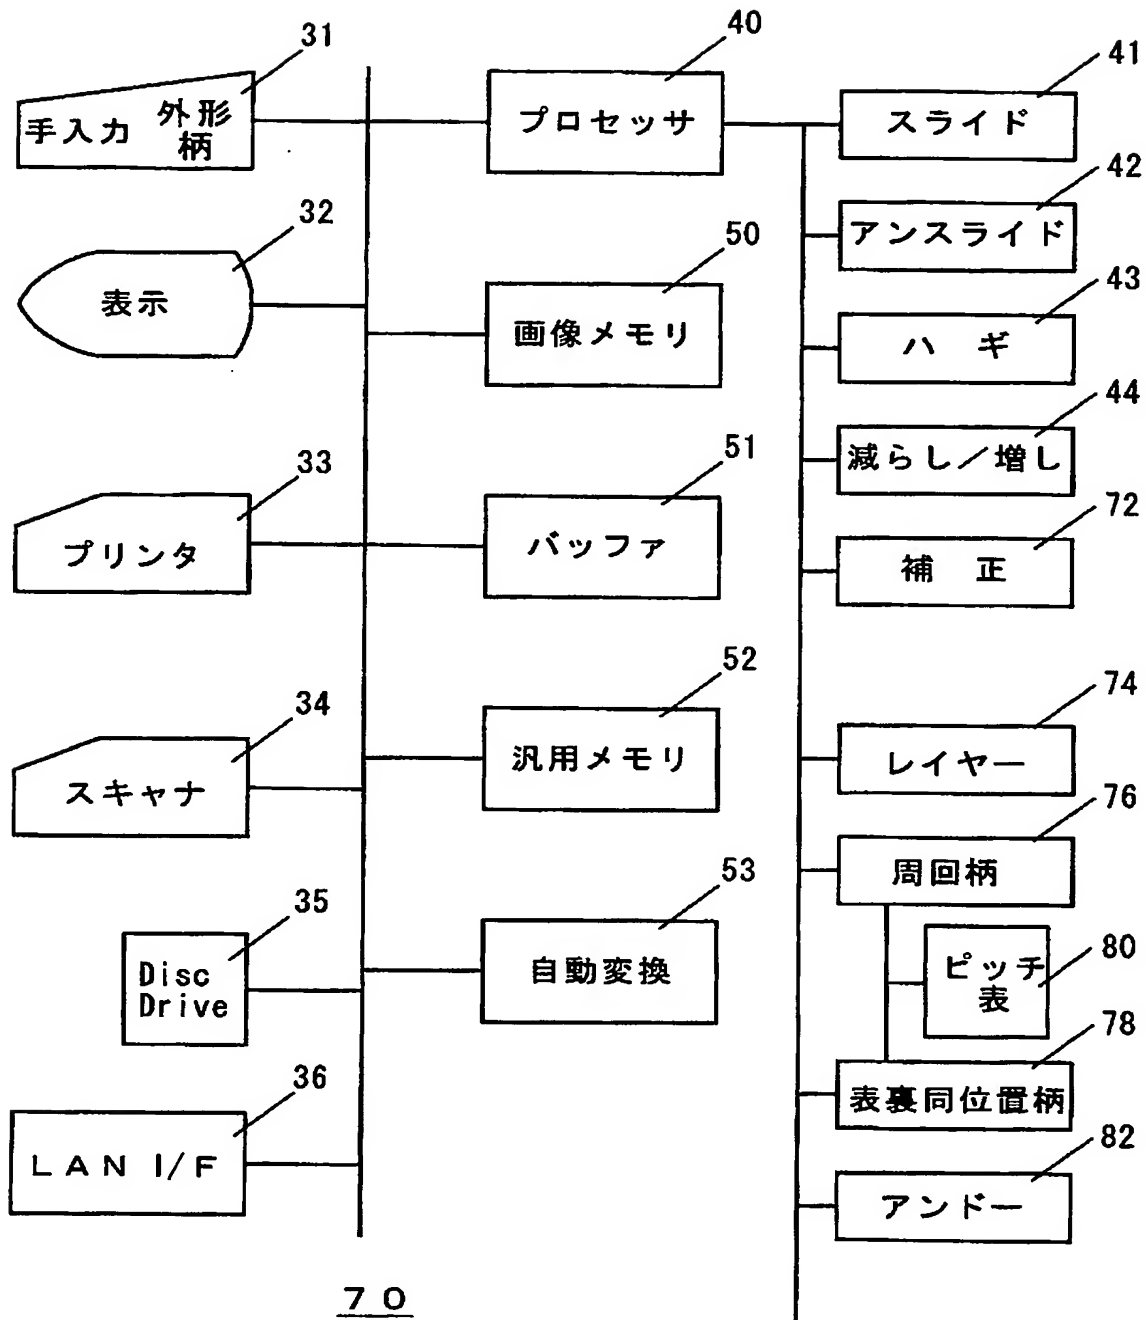 31
手入力 外形
柄
32
表示
33
プリンタ
34
スキャナ
35
Disc
Drive
36
LAN I/F
40
プロセッサ
50
画像メモリ
51
バッファ
52
汎用メモリ
53
自動変換
41
スライド
42
アンスライド
43
ハギ
44
減らし/増し
72
補正
74
レイヤー
76
周回柄
80
ピッチ
表
78
表裏同位置柄
82
アンドー
70